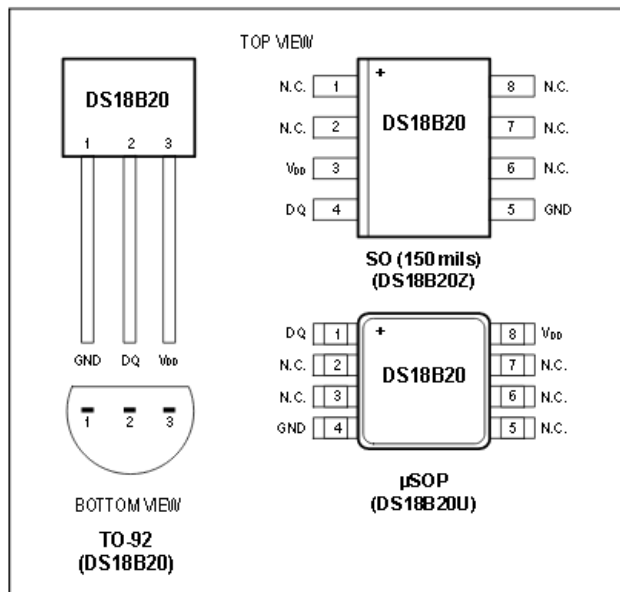 TOP VIEW
DS18B20
1 2 3
GND DQ VDD
1 2 3
BOTTOM VIEW
TO-92
(DS18B20)
+
DS18B20
N.C. 1 8 N.C.
N.C. 2 7 N.C.
VDD 3 6 N.C.
DQ 4 5 GND
SO (150 mils)
(DS18B20Z)
+
DS18B20
DQ 1 8 VDD
N.C. 2 7 N.C.
N.C. 3 6 N.C.
GND 4 5 N.C.
µSOP
(DS18B20U)